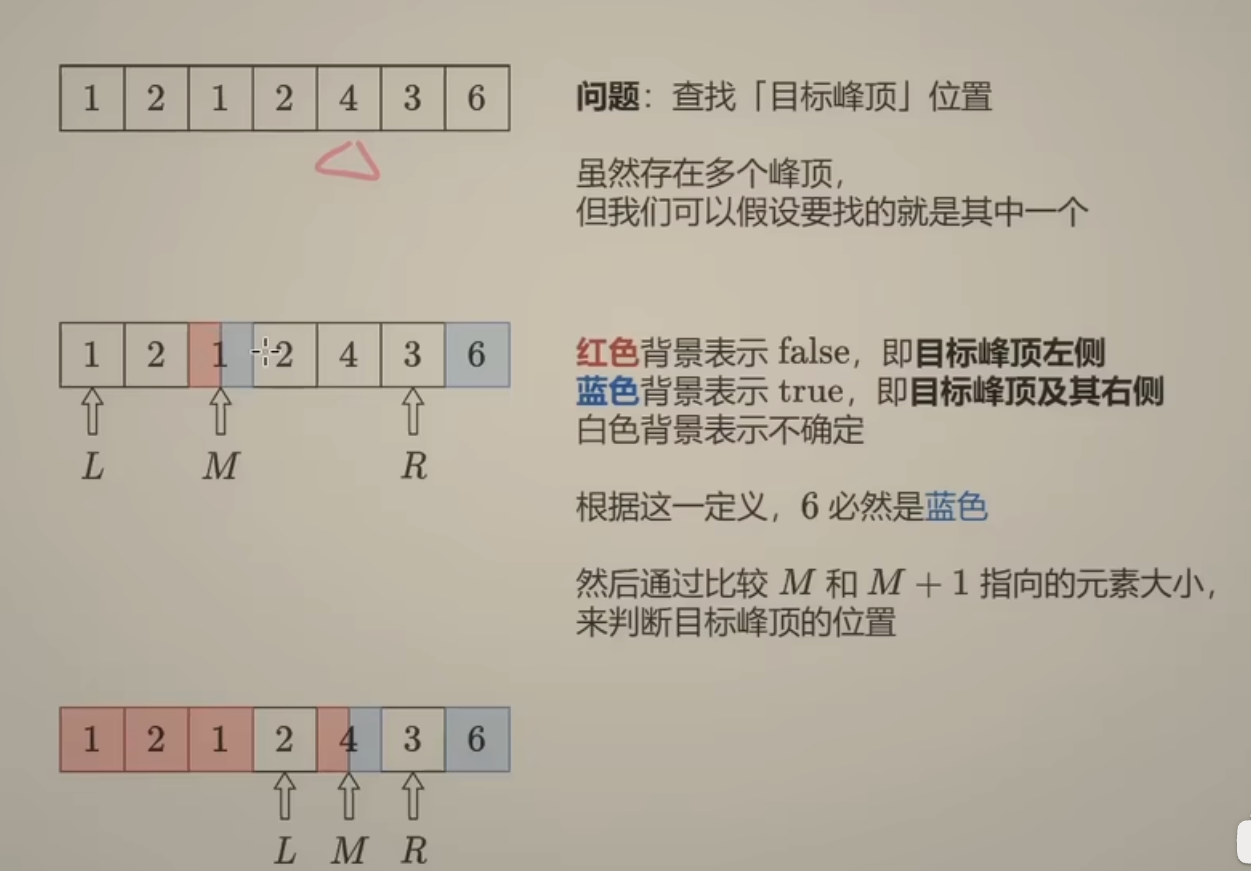 1 2 1 2 4 3 6
问题：查找「目标峰顶」位置
虽然存在多个峰顶，
但我们可以假设要找的就是其中一个
1 2 1 2 4 3 6
L M R
红色背景表示 false，即目标峰顶左侧
蓝色背景表示 true，即目标峰顶及其右侧
白色背景表示不确定
根据这一定义，6 必然是蓝色
然后通过比较 M 和 M + 1 指向的元素大小，
来判断目标峰顶的位置
1 2 1 2 4 3 6
L M R